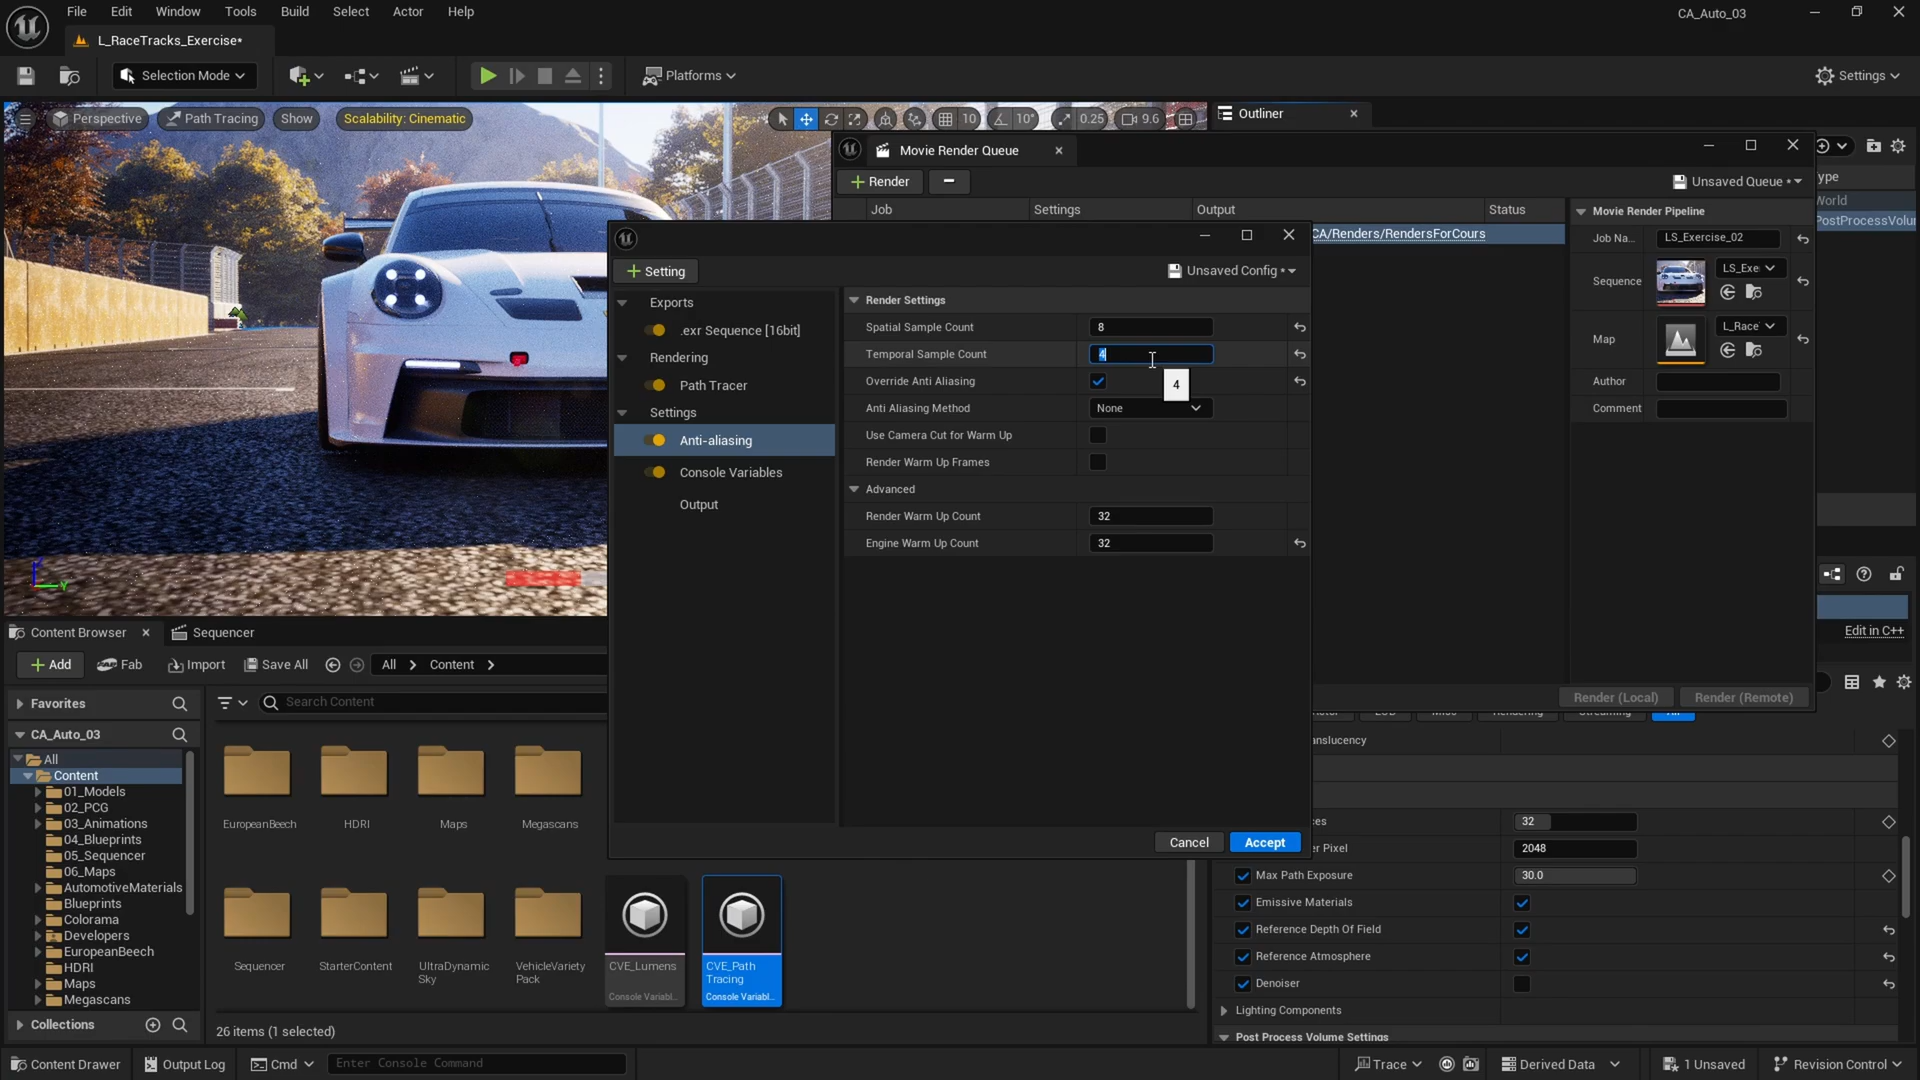 File Edit Window Tools Build Select Actor Help
CA_Auto_03
L_RaceTracks_Exercise*
Selection Mode
Platforms
Settings
Perspective
Path Tracing
Show
Scalability: Cinematic
10
10°
0.25
9.6
Outliner
Movie Render Queue
Render
Unsaved Queue *
Job
Settings
Output
Status
CA/Renders/RendersForCours
Movie Render Pipeline
Job Na...
LS_Exercise_02
Sequence
LS_Exe
Map
L_Race
Author
Comment
Render (Local)
Render (Remote)
ype
World
PostProcessVolu
Edit in C++
Setting
Unsaved Config *
Exports
.exr Sequence [16bit]
Rendering
Path Tracer
Settings
Anti-aliasing
Console Variables
Output
Render Settings
Spatial Sample Count
8
Temporal Sample Count
4
4
Override Anti Aliasing
Anti Aliasing Method
None
Use Camera Cut for Warm Up
Render Warm Up Frames
Advanced
Render Warm Up Count
32
Engine Warm Up Count
32
Cancel
Accept
Content Browser
Sequencer
Add
Fab
Import
Save All
All
Content
Favorites
Search Content
CA_Auto_03
All
Content
01_Models
02_PCG
03_Animations
04_Blueprints
05_Sequencer
06_Maps
AutomotiveMaterials
Blueprints
Colorama
Developers
EuropeanBeech
HDRI
Maps
Megascans
Collections
EuropeanBeech
HDRI
Maps
Megascans
Sequencer
StarterContent
UltraDynamic
Sky
VehicleVariety
Pack
CVE_Lumens
Console Variabl...
CVE_Path
Tracing
Console Variabl...
26 items (1 selected)
anslucency
ces
32
er Pixel
2048
Max Path Exposure
30.0
Emissive Materials
Reference Depth Of Field
Reference Atmosphere
Denoiser
Lighting Components
Post Process Volume Settings
Content Drawer
Output Log
Cmd
Enter Console Command
Trace
Derived Data
1 Unsaved
Revision Control